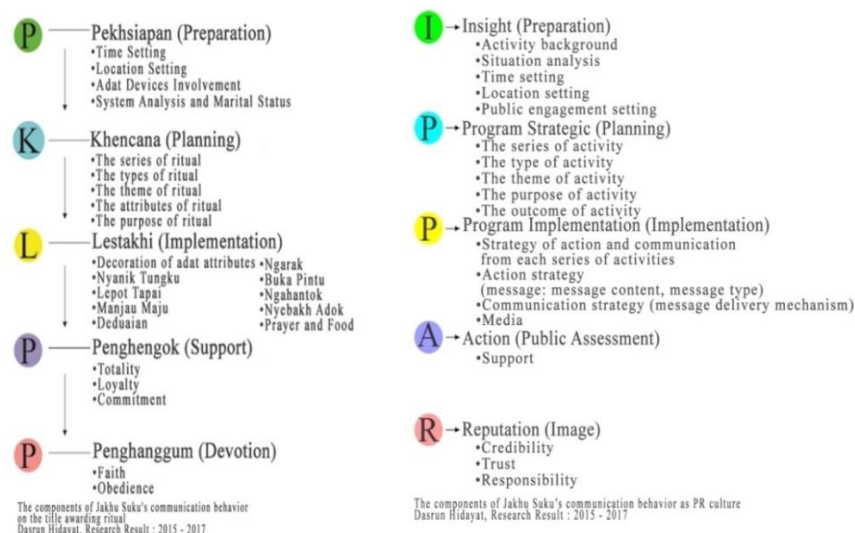 P Pekhsiapan (Preparation)
•Time Setting
•Location Setting
•Adat Devices Involvement
•System Analysis and Marital Status
K Khencana (Planning)
•The series of ritual
•The types of ritual
•The theme of ritual
•The attributes of ritual
•The purpose of ritual
L Lestakhi (Implementation)
•Decoration of adat attributes
•Nyanik Tungku
•Lepot Tapai
•Manjau Maju
•Deduaian
•Ngarak
•Buka Pintu
•Ngahantok
•Nyebakh Adok
•Prayer and Food
P Penghengok (Support)
•Totality
•Loyalty
•Commitment
P Penghanggum (Devotion)
•Faith
•Obedience
The components of Jakhu Suku's communication behavior
on the title awarding ritual
Dasrun Hidayat, Research Result : 2015 - 2017
I Insight (Preparation)
•Activity background
•Situation analysis
•Time setting
•Location setting
•Public engagement setting
P Program Strategic (Planning)
•The series of activity
•The type of activity
•The theme of activity
•The purpose of activity
•The outcome of activity
P Program Implementation (Implementation)
•Strategy of action and communication
from each series of activities
•Action strategy
(message: message content, message type)
•Communication strategy (message delivery mechanism)
•Media
A Action (Public Assessment)
•Support
R Reputation (Image)
•Credibility
•Trust
•Responsibility
The components of Jakhu Suku's communication behavior as PR culture
Dasrun Hidayat, Research Result : 2015 - 2017